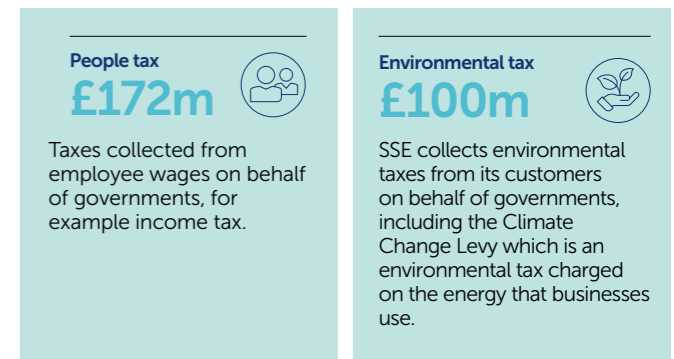 People tax
£172m
Taxes collected from
employee wages on behalf
of governments, for
example income tax.
Environmental tax
£100m
SSE collects environmental
taxes from its customers
on behalf of governments,
including the Climate
Change Levy which is an
environmental tax charged
on the energy that businesses
use.